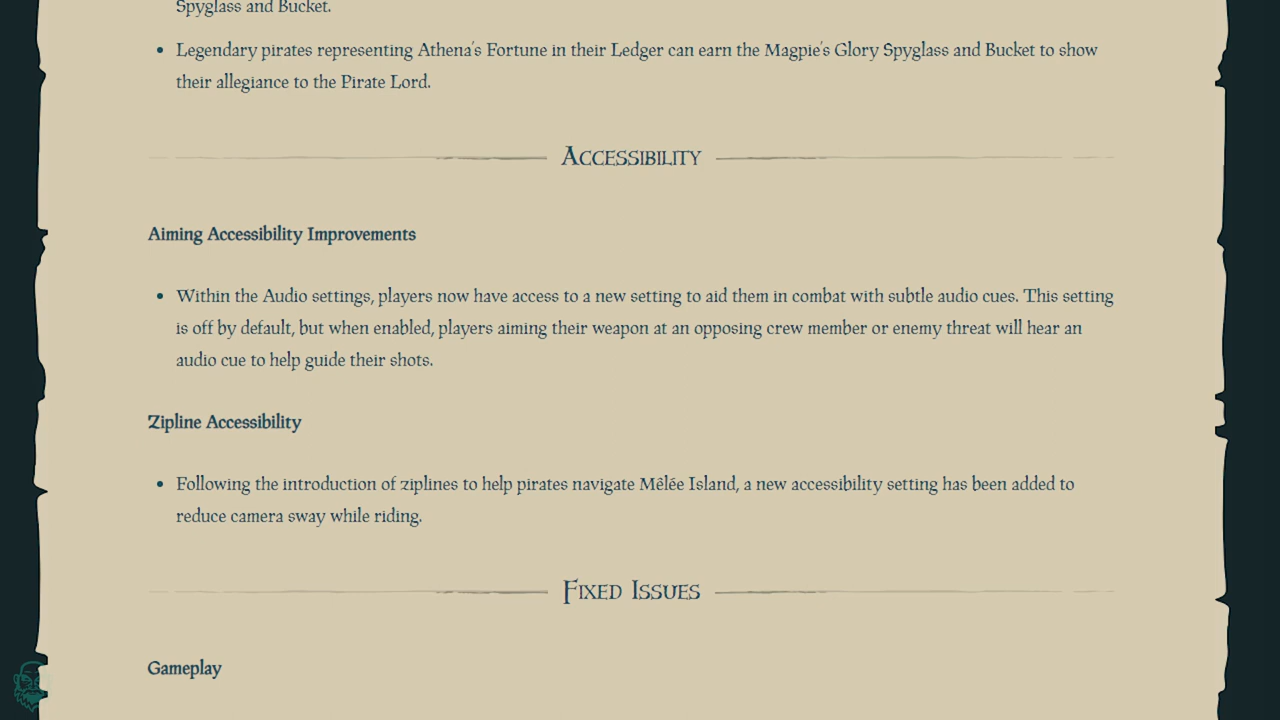 Spyglass and Bucket.
• Legendary pirates representing Athena's Fortune in their Ledger can earn the Magpie's Glory Spyglass and Bucket to show
their allegiance to the Pirate Lord.
Accessibility
Aiming Accessibility Improvements
• Within the Audio settings, players now have access to a new setting to aid them in combat with subtle audio cues. This setting
is off by default, but when enabled, players aiming their weapon at an opposing crew member or enemy threat will hear an
audio cue to help guide their shots.
Zipline Accessibility
• Following the introduction of ziplines to help pirates navigate Mêlée Island, a new accessibility setting has been added to
reduce camera sway while riding.
Fixed Issues
Gameplay